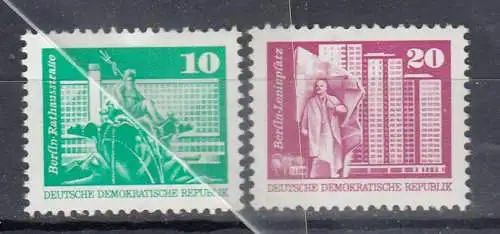 10
Berlin-Rathausstraße
DEUTSCHE DEMOKRATISCHE REPUBLIK
20
Berlin-Leninplatz
DEUTSCHE DEMOKRATISCHE REPUBLIK